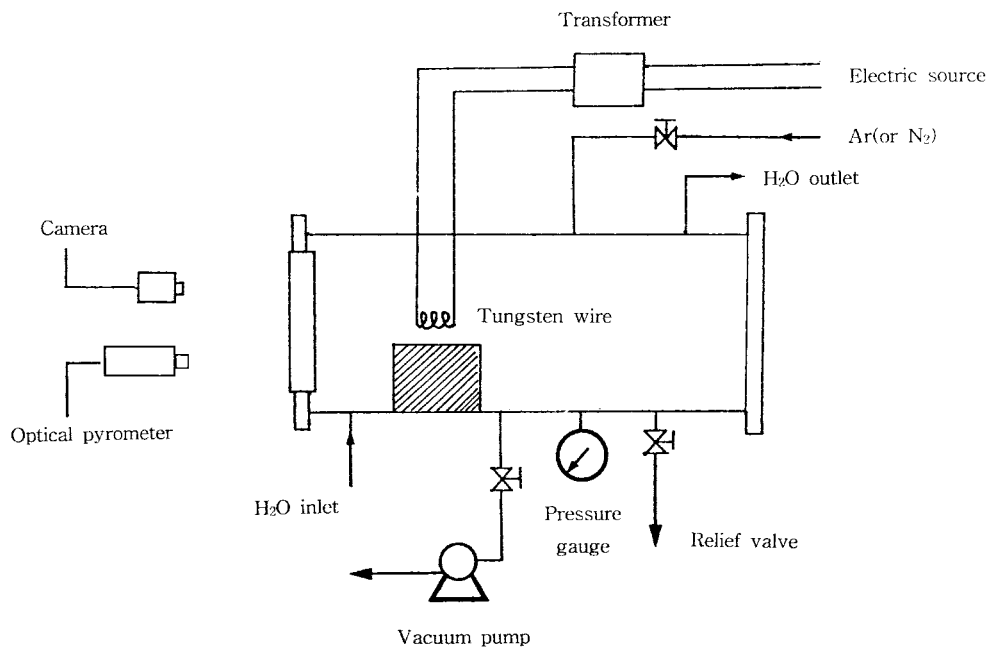 Transformer
Electric source
Ar(or N₂)
H₂O outlet
Camera
Tungsten wire
Optical pyrometer
H₂O inlet
Pressure
gauge
Relief valve
Vacuum pump